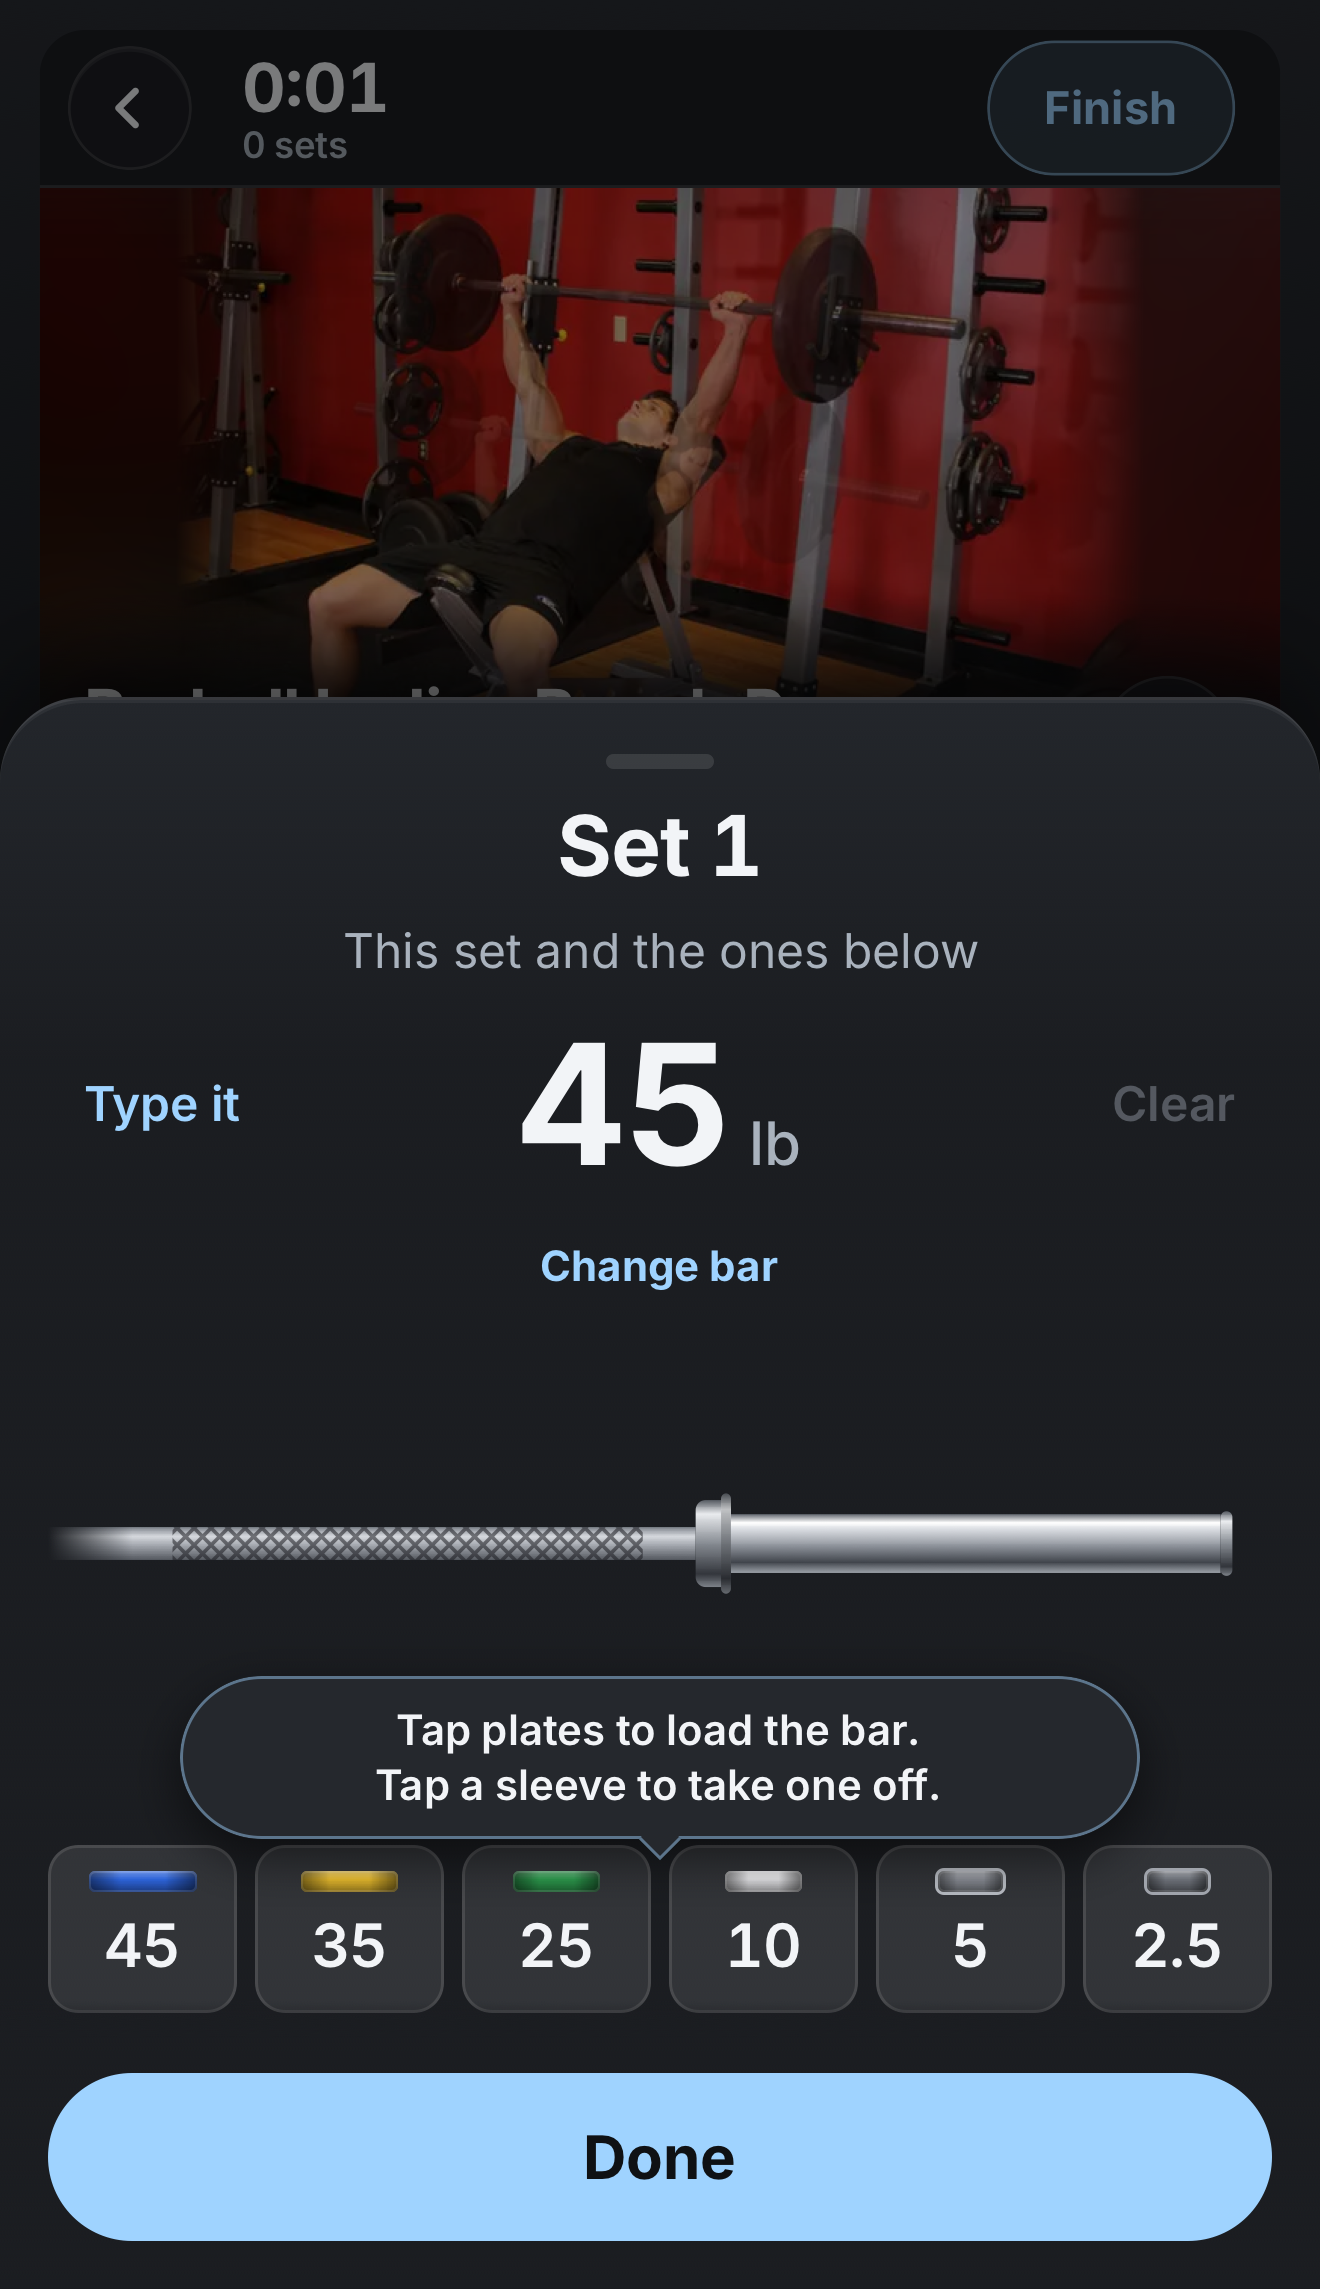 0:01
0 sets
Finish
Set 1
This set and the ones below
Type it
45 lb
Clear
Change bar
Tap plates to load the bar.
Tap a sleeve to take one off.
45
35
25
10
5
2.5
Done